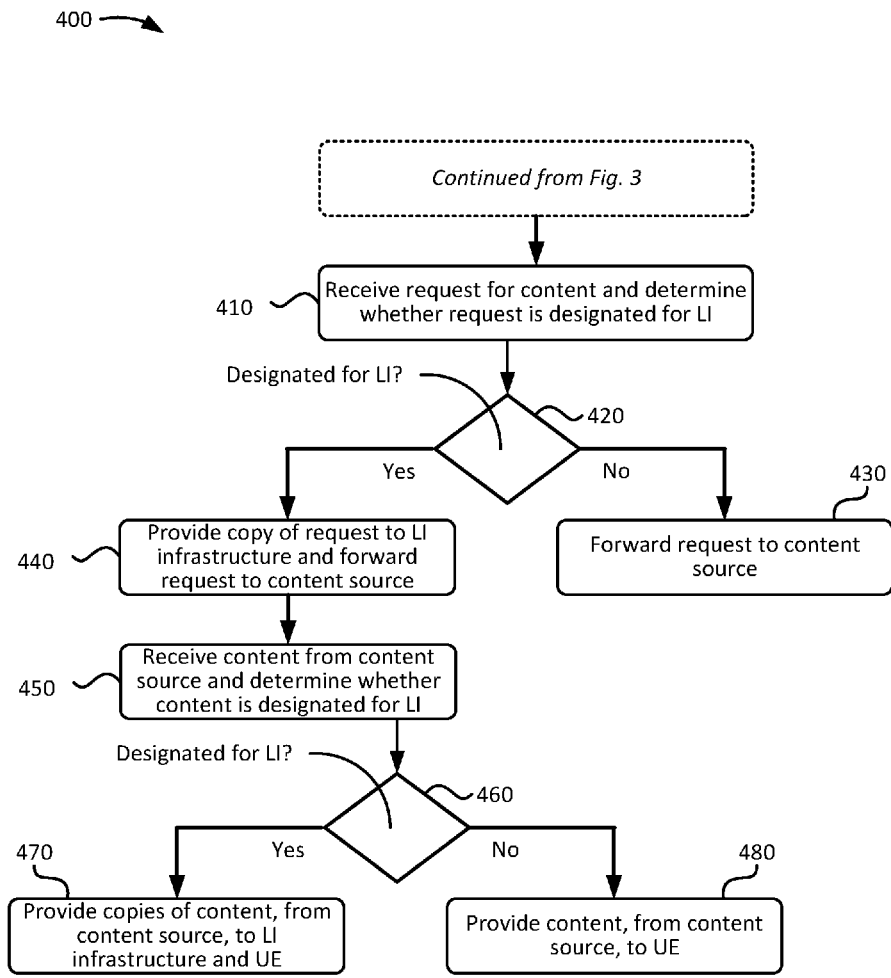 400
Continued from Fig. 3
410
Receive request for content and determine
whether request is designated for LI
Designated for LI?
420
Yes
No
430
440
Provide copy of request to LI
infrastructure and forward
request to content source
Forward request to content
source
450
Receive content from content
source and determine whether
content is designated for LI
Designated for LI?
460
Yes
No
470
480
Provide copies of content, from
content source, to LI
infrastructure and UE
Provide content, from content
source, to UE